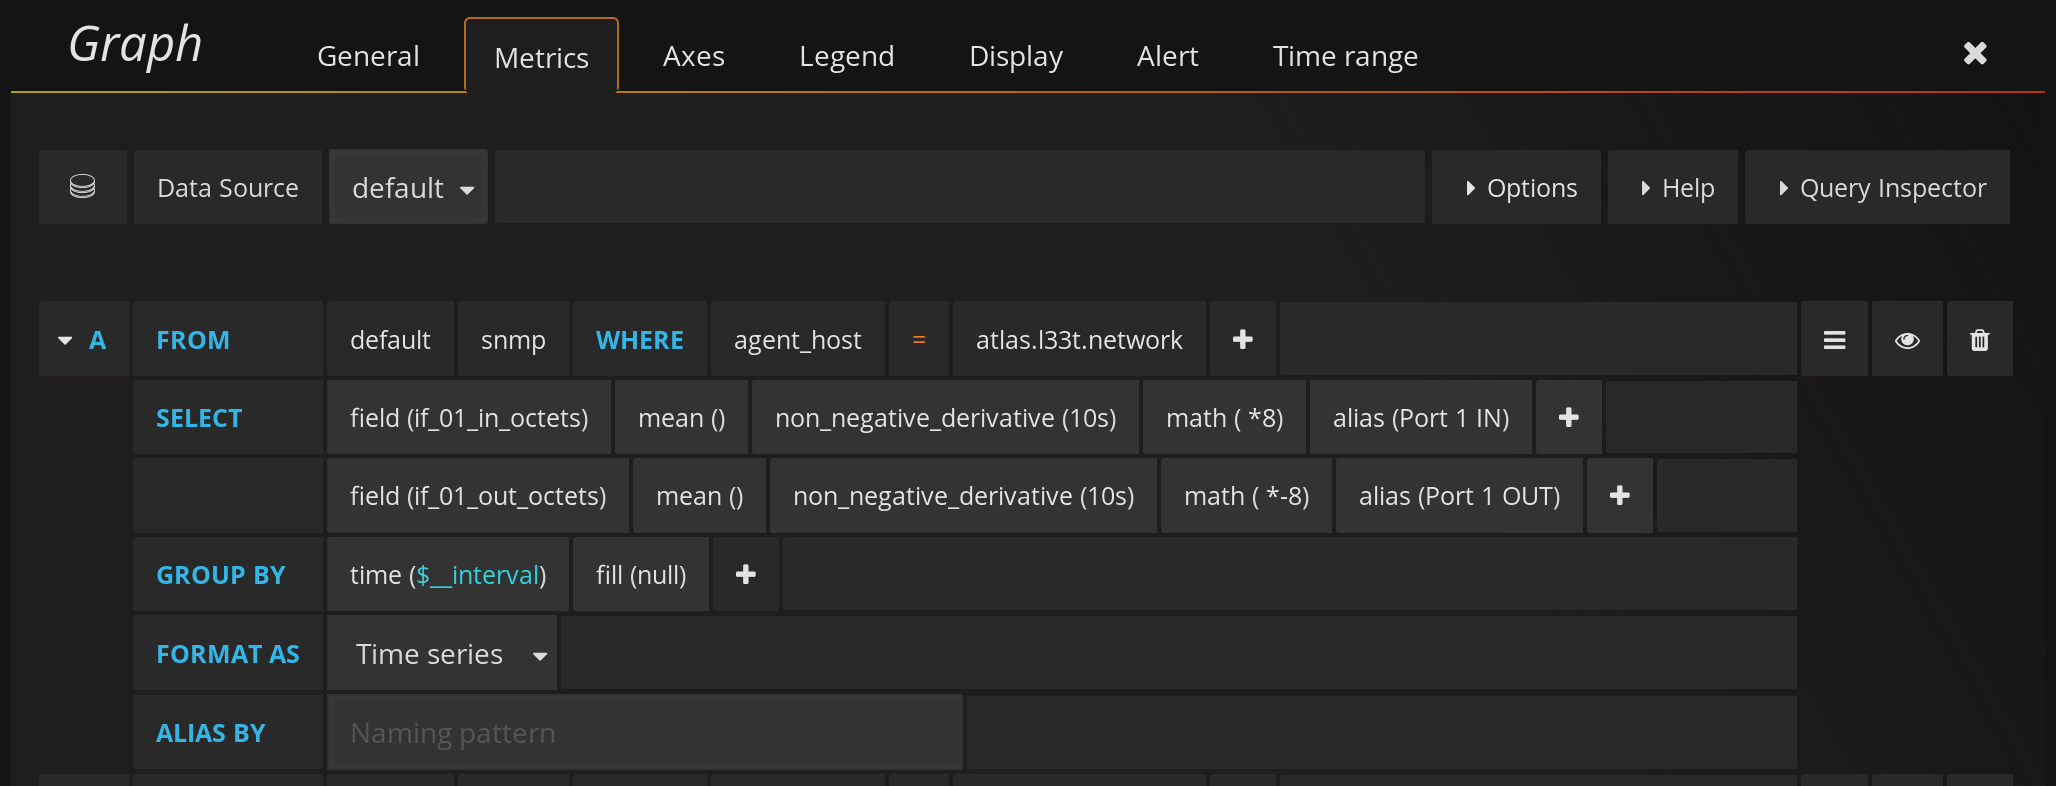 Graph General Metrics Axes Legend Display Alert Time range
Data Source default Options Help Query Inspector
A FROM default snmp WHERE agent_host = atlas.l33t.network
SELECT field (if_01_in_octets) mean () non_negative_derivative (10s) math ( *8) alias (Port 1 IN)
field (if_01_out_octets) mean () non_negative_derivative (10s) math ( *-8) alias (Port 1 OUT)
GROUP BY time ($__interval) fill (null)
FORMAT AS Time series
ALIAS BY Naming pattern